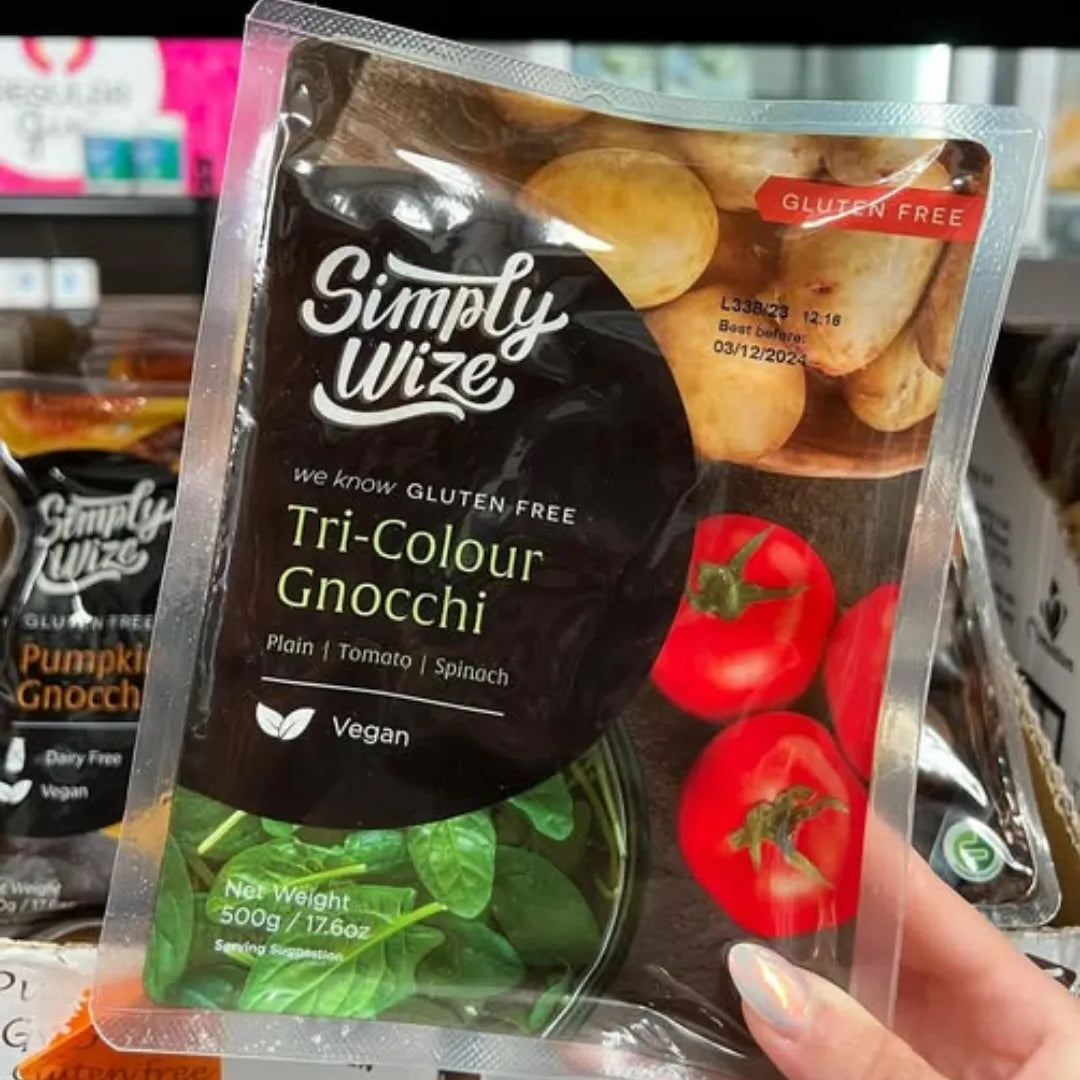 GLUTEN FREE
Simply
Wize
L338/23 12:18
Best before:
03/12/2024
we know GLUTEN FREE
Tri-Colour
Gnocchi
Plain | Tomato | Spinach
Vegan
Net Weight
500g / 17.6oz
Serving Suggestion
Simply
Wize
GLUTEN FREE
Gnocch
Dairy Free
Vegan